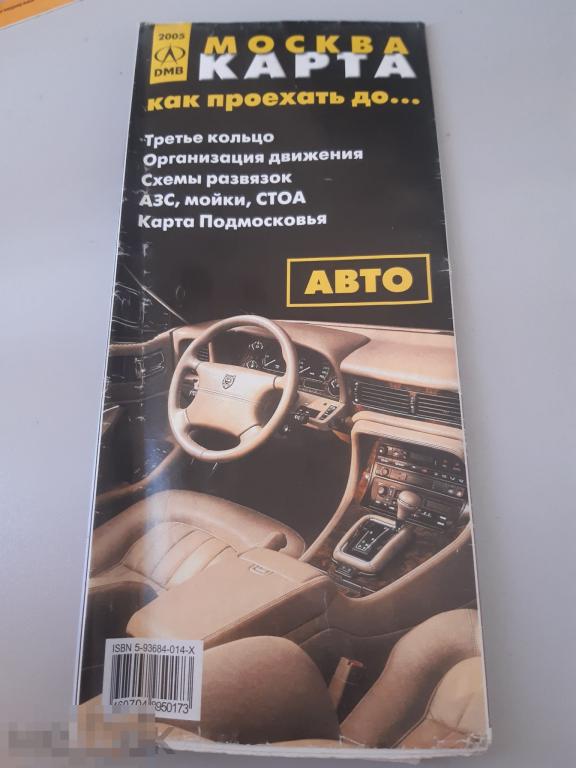 2005
DMB
МОСКВА
КАРТА
как проехать до...
Третье кольцо
Организация движения
Схемы развязок
АЗС, мойки, СТОА
Карта Подмосковья
АВТО
ISBN 5-93684-014-X